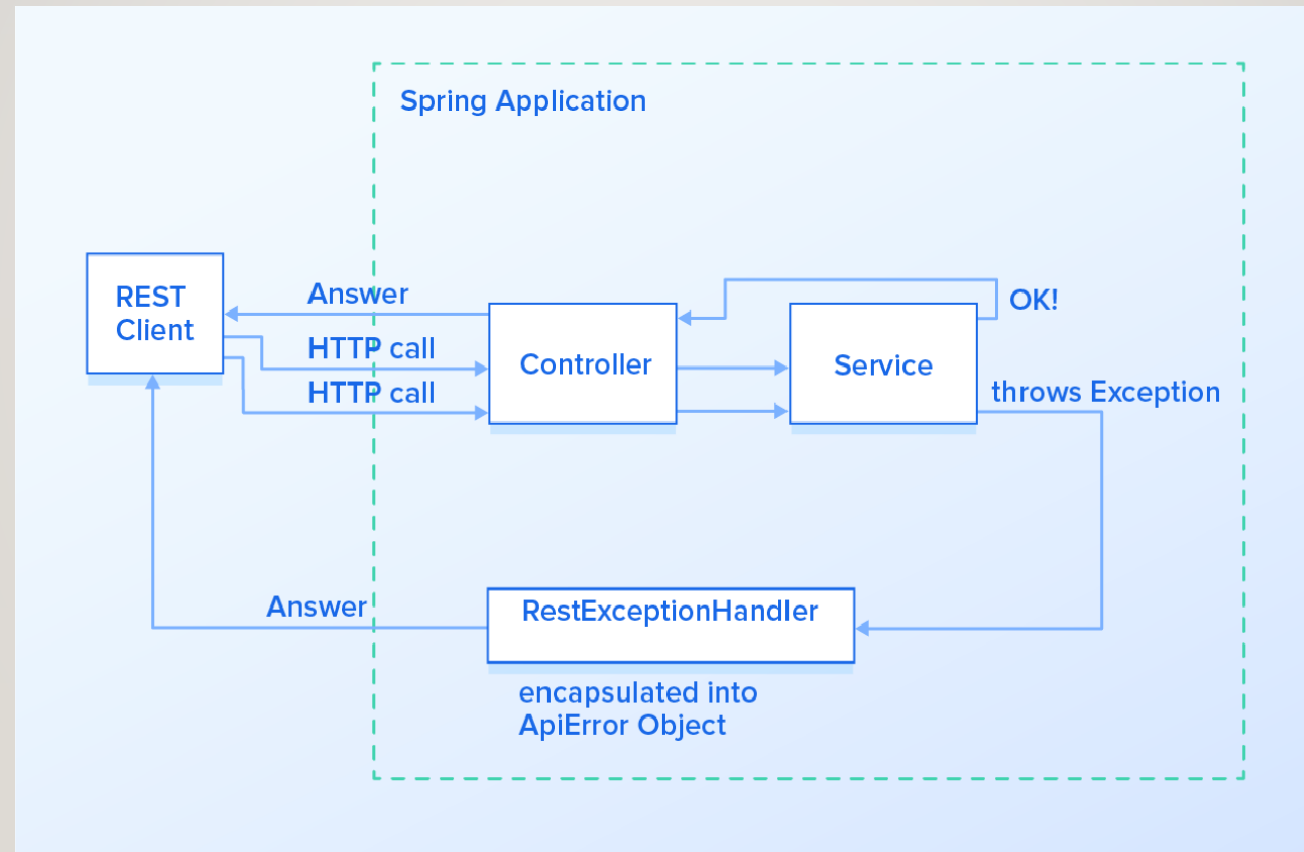 Spring Application
REST
Client
Answer
HTTP call
HTTP call
Controller
Service
OK!
throws Exception
Answer
RestExceptionHandler
encapsulated into
ApiError Object